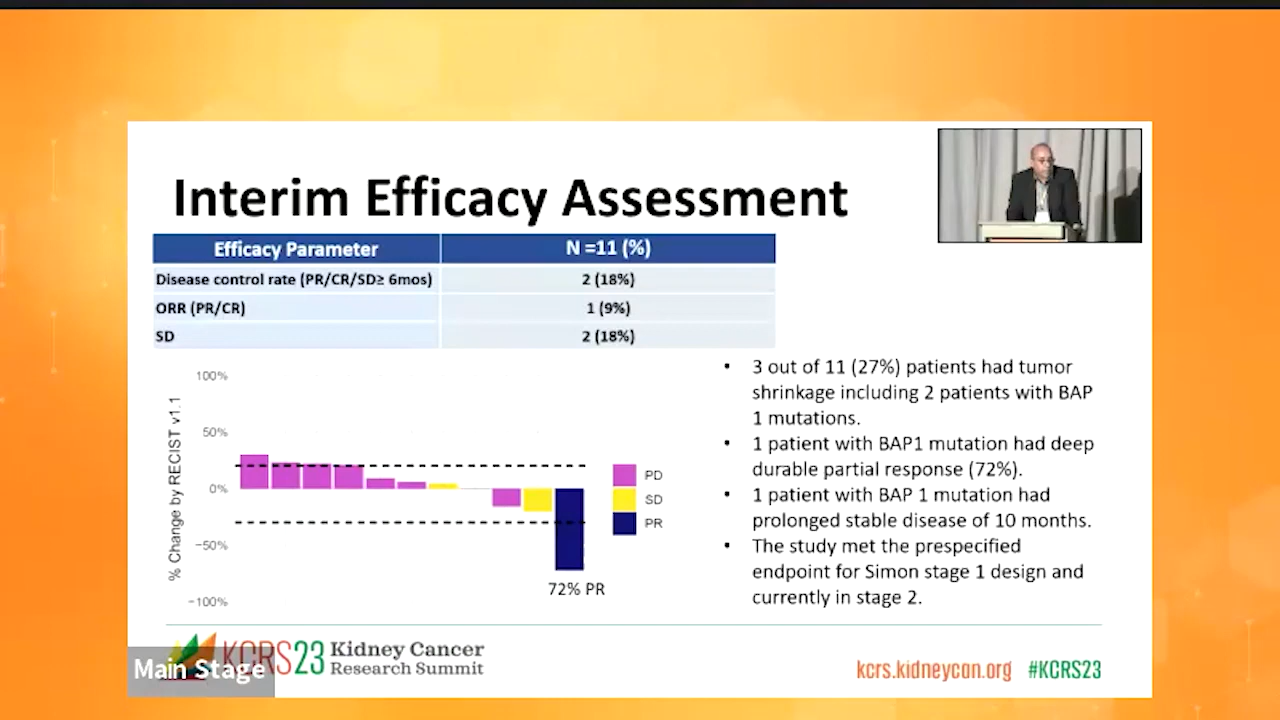 Interim Efficacy Assessment
Efficacy Parameter N =11 (%)
Disease control rate (PR/CR/SD≥ 6mos) 2 (18%)
ORR (PR/CR) 1 (9%)
SD 2 (18%)
% Change by RECIST v1.1
100%
50%
0%
−50%
−100%
PD
SD
PR
72% PR
• 3 out of 11 (27%) patients had tumor
shrinkage including 2 patients with BAP
1 mutations.
• 1 patient with BAP1 mutation had deep
durable partial response (72%).
• 1 patient with BAP 1 mutation had
prolonged stable disease of 10 months.
• The study met the prespecified
endpoint for Simon stage 1 design and
currently in stage 2.
KCRS23 Kidney Cancer
Research Summit
Main Stage
kcrs.kidneycan.org #KCRS23